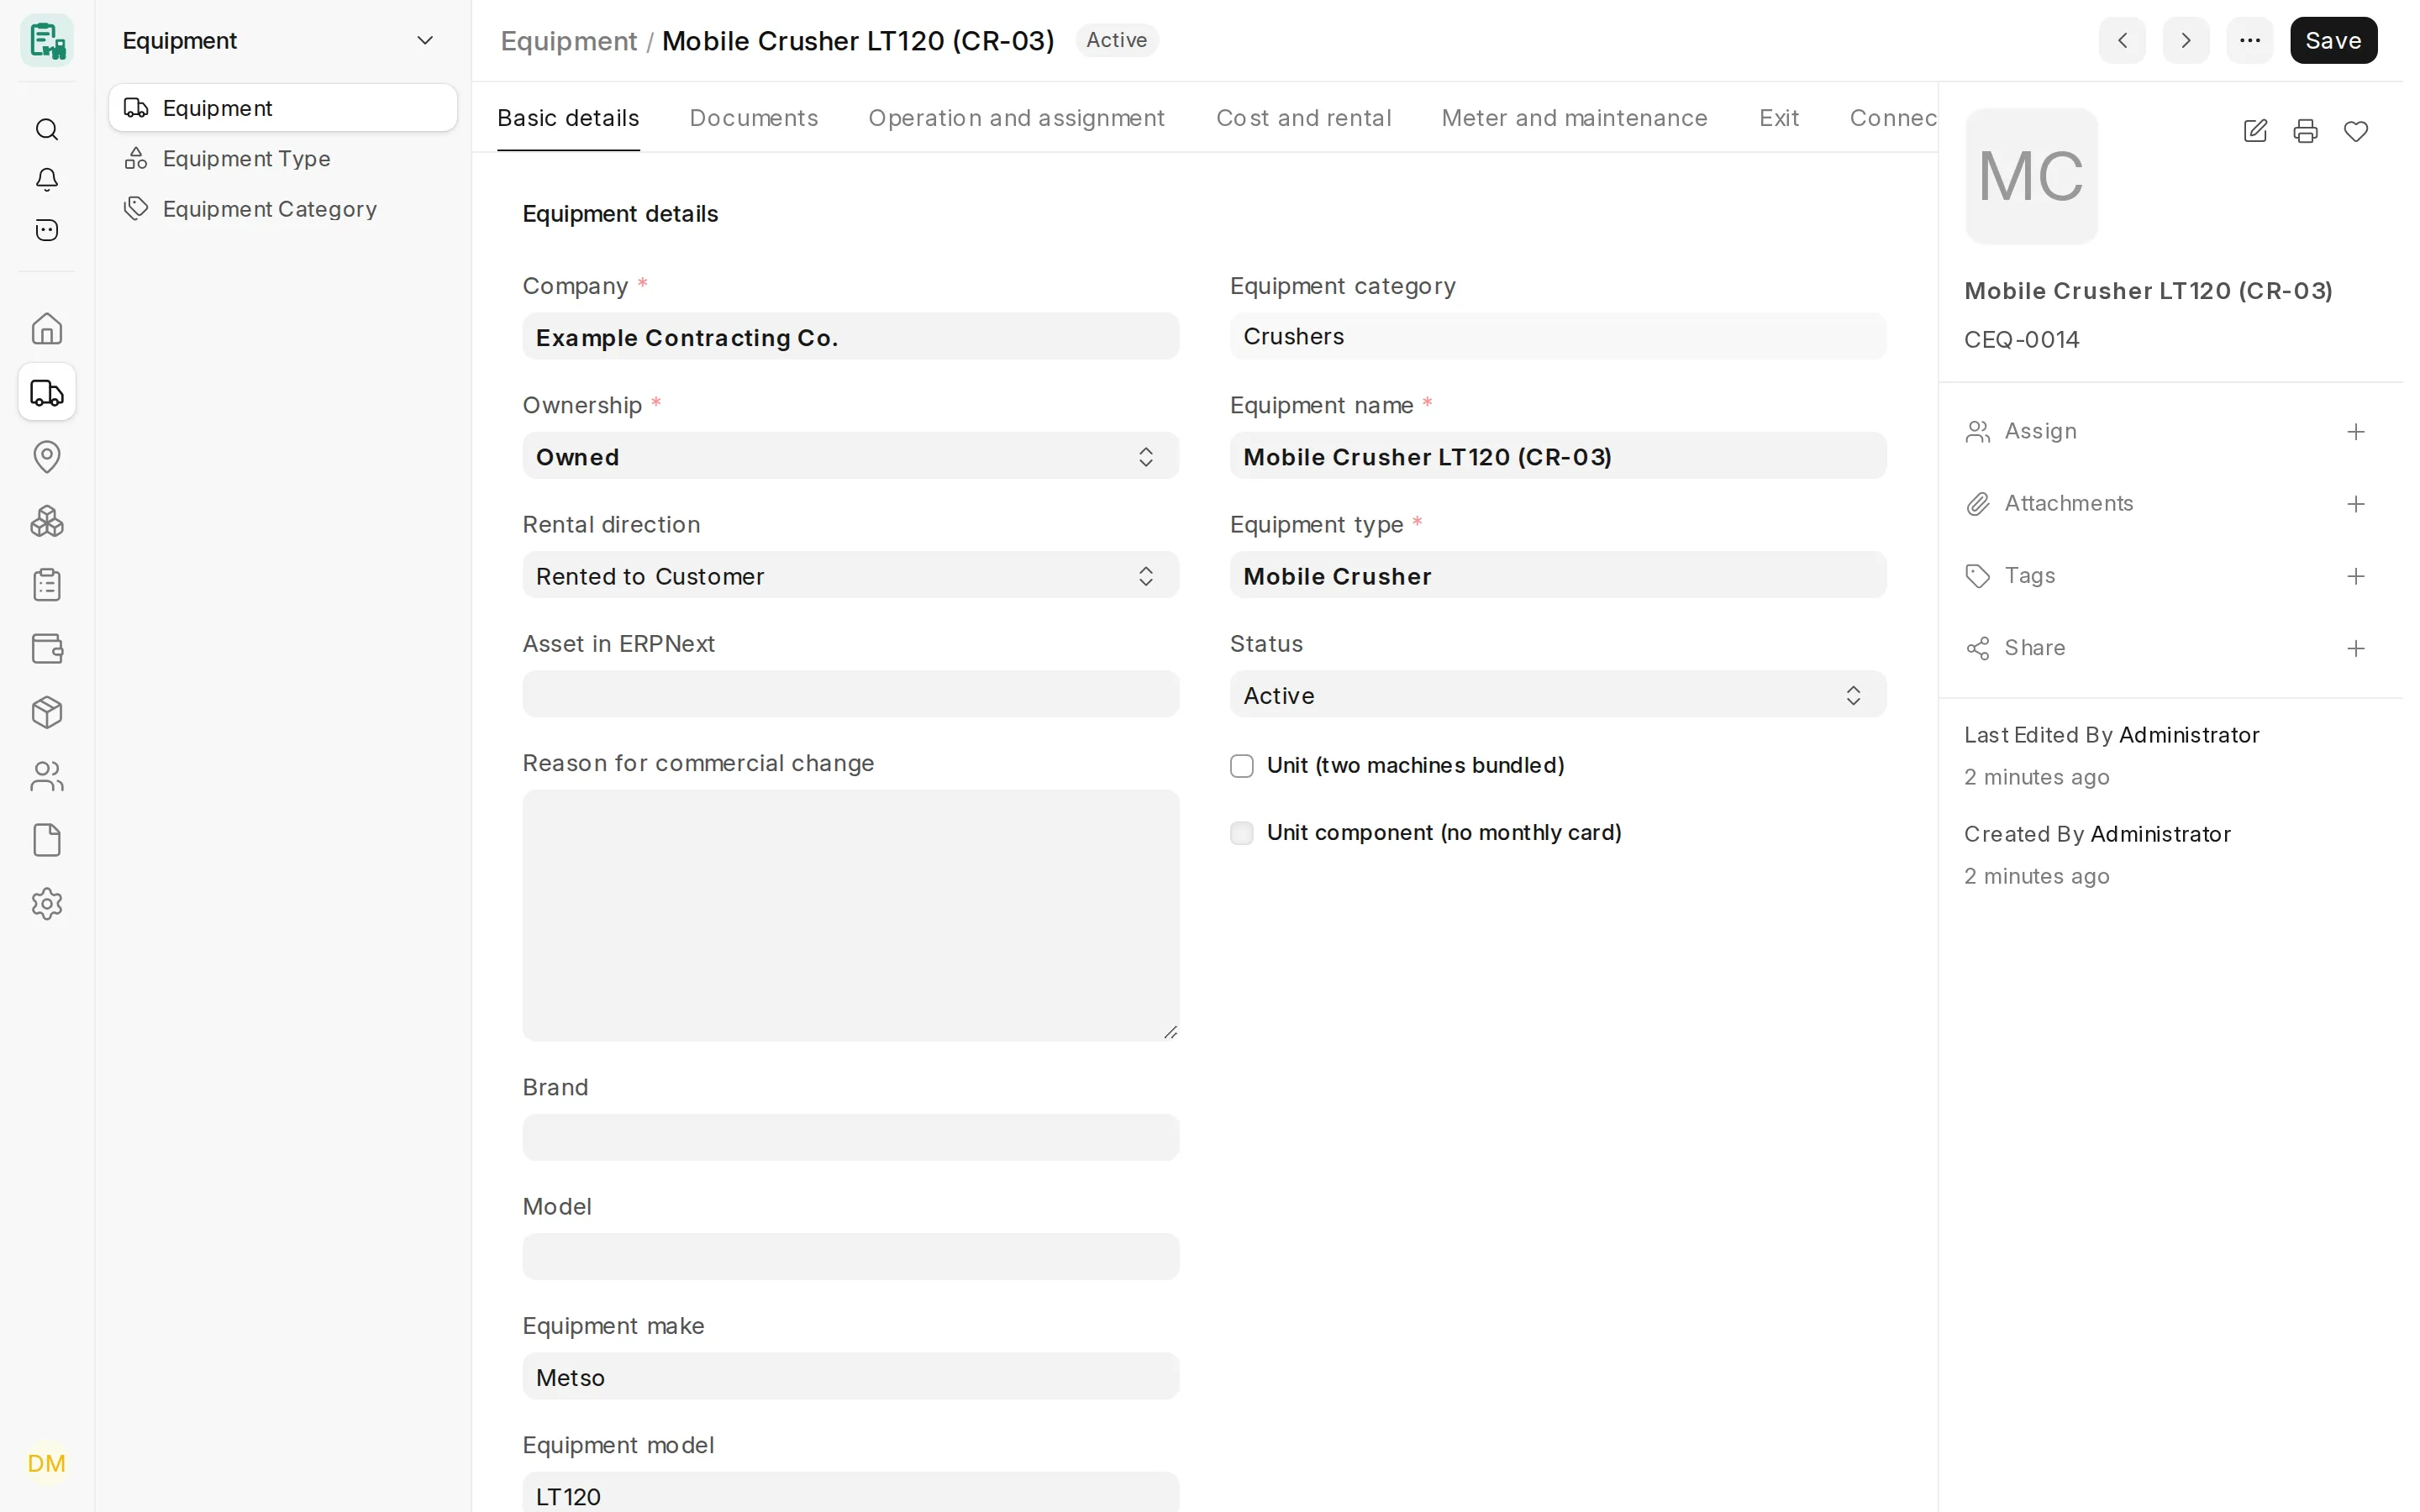 Equipment
Equipment
Equipment Type
Equipment Category
DM
Equipment / Mobile Crusher LT120 (CR-03) Active
Save
Basic details Documents Operation and assignment Cost and rental Meter and maintenance Exit Connec
Equipment details
Company *
Example Contracting Co.
Ownership *
Owned
Rental direction
Rented to Customer
Asset in ERPNext
Reason for commercial change
Brand
Model
Equipment make
Metso
Equipment model
LT120
Equipment category
Crushers
Equipment name *
Mobile Crusher LT120 (CR-03)
Equipment type *
Mobile Crusher
Status
Active
Unit (two machines bundled)
Unit component (no monthly card)
MC
Mobile Crusher LT120 (CR-03)
CEQ-0014
Assign
Attachments
Tags
Share
Last Edited By Administrator
2 minutes ago
Created By Administrator
2 minutes ago